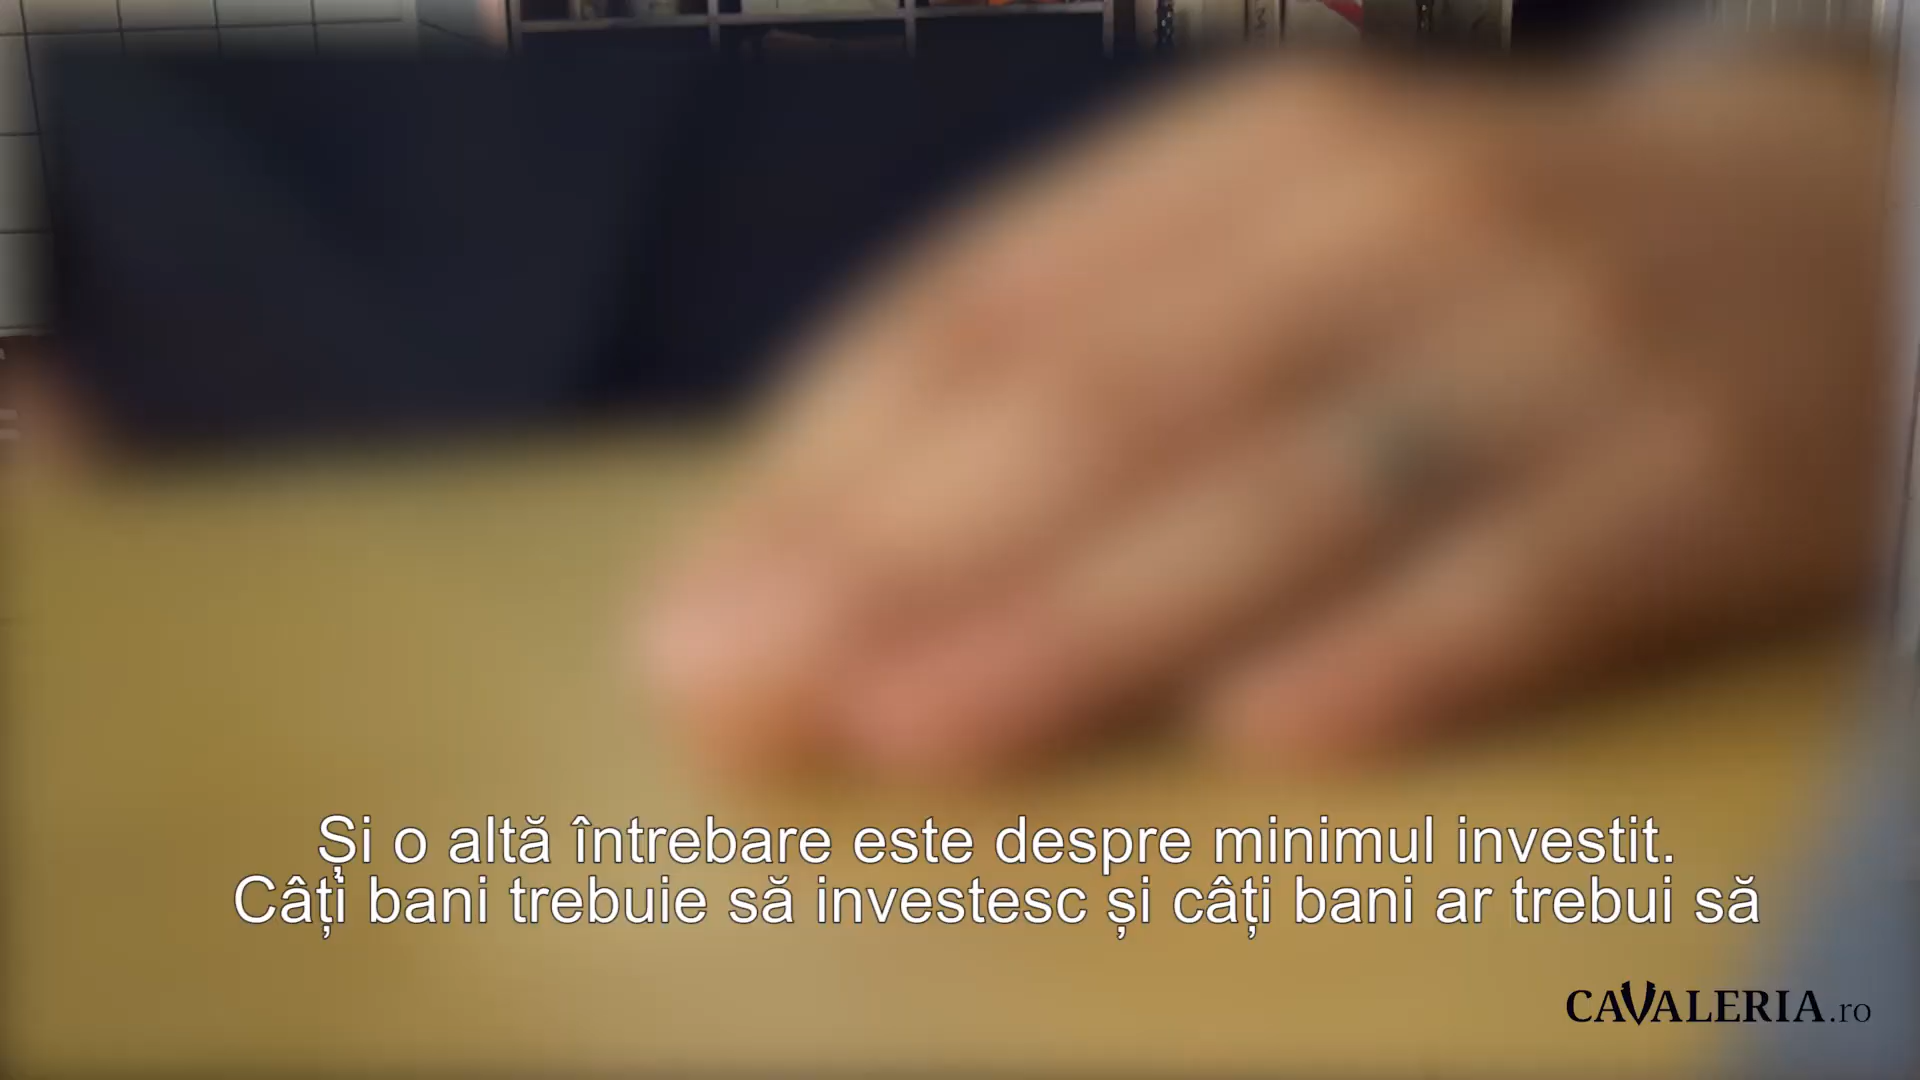 Și o altă întrebare este despre minimul investit.
Câți bani trebuie să investesc și câți bani ar trebui să
CAVALERIA.ro